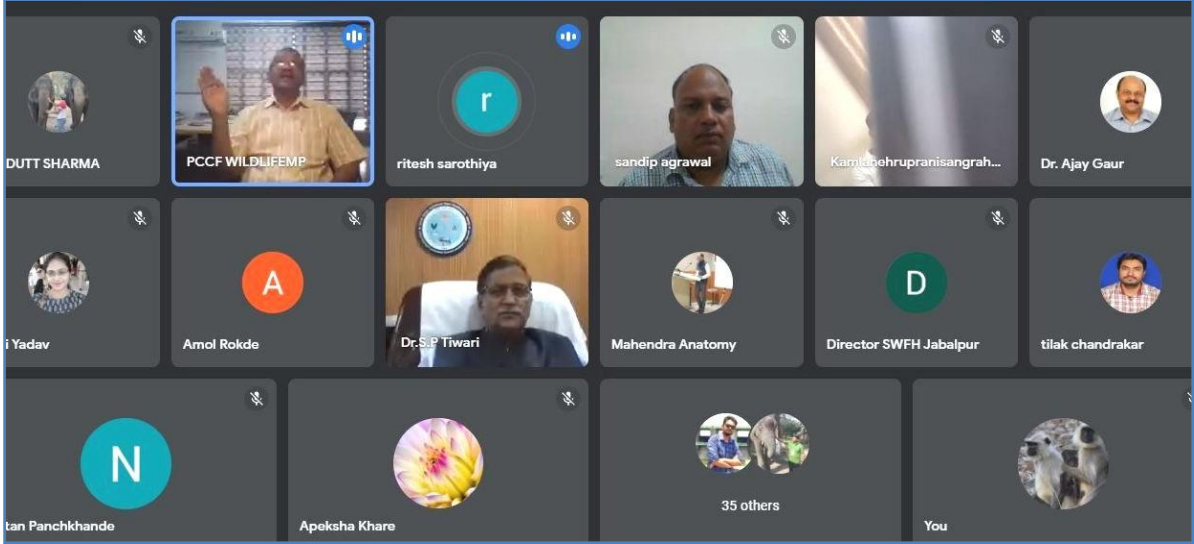 DUTT SHARMA
PCCF WILDLIFEMP
r
ritesh sarothiya
sandip agrawal
Kamlanehrupranisangrah...
Dr. Ajay Gaur
i Yadav
A
Amol Rokde
Dr.S.P Tiwari
Mahendra Anatomy
D
Director SWFH Jabalpur
tilak chandrakar
N
tan Panchkhande
Apeksha Khare
35 others
You